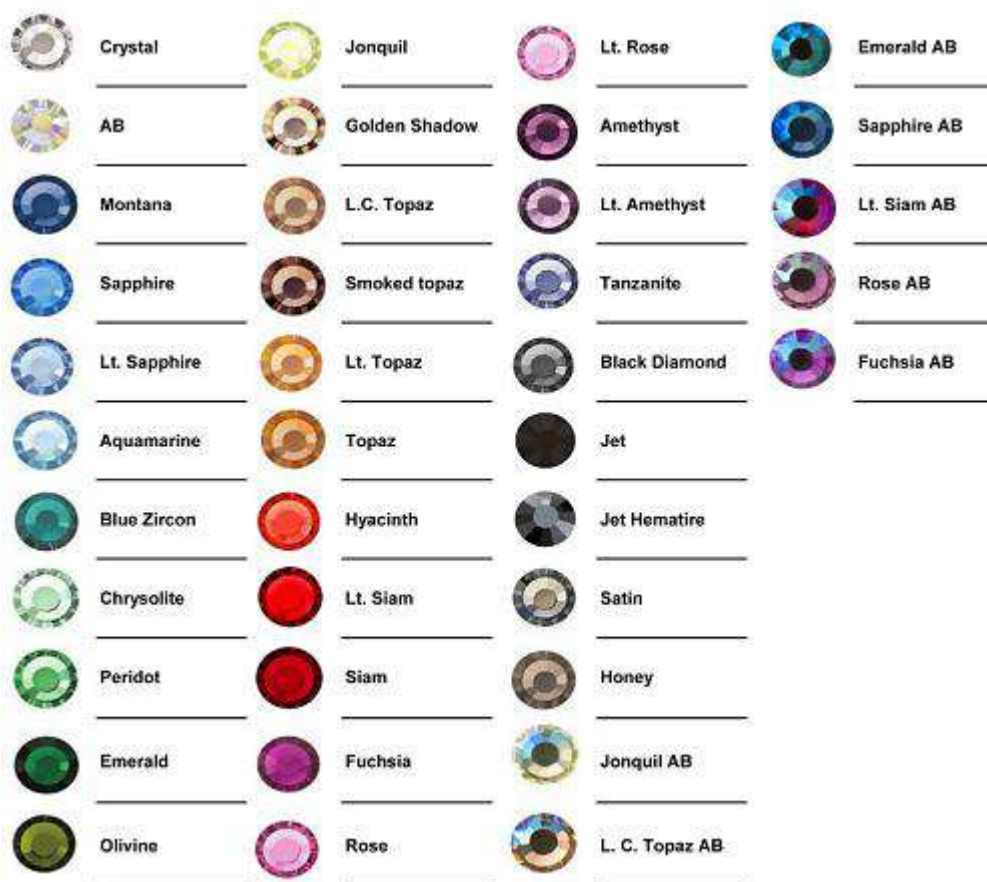 Crystal
AB
Montana
Sapphire
Lt. Sapphire
Aquamarine
Blue Zircon
Chrysolite
Peridot
Emerald
Olivine
Jonquil
Golden Shadow
L.C. Topaz
Smoked topaz
Lt. Topaz
Topaz
Hyacinth
Lt. Siam
Siam
Fuchsia
Rose
Lt. Rose
Amethyst
Lt. Amethyst
Tanzanite
Black Diamond
Jet
Jet Hematire
Satin
Honey
Jonquil AB
L. C. Topaz AB
Emerald AB
Sapphire AB
Lt. Siam AB
Rose AB
Fuchsia AB